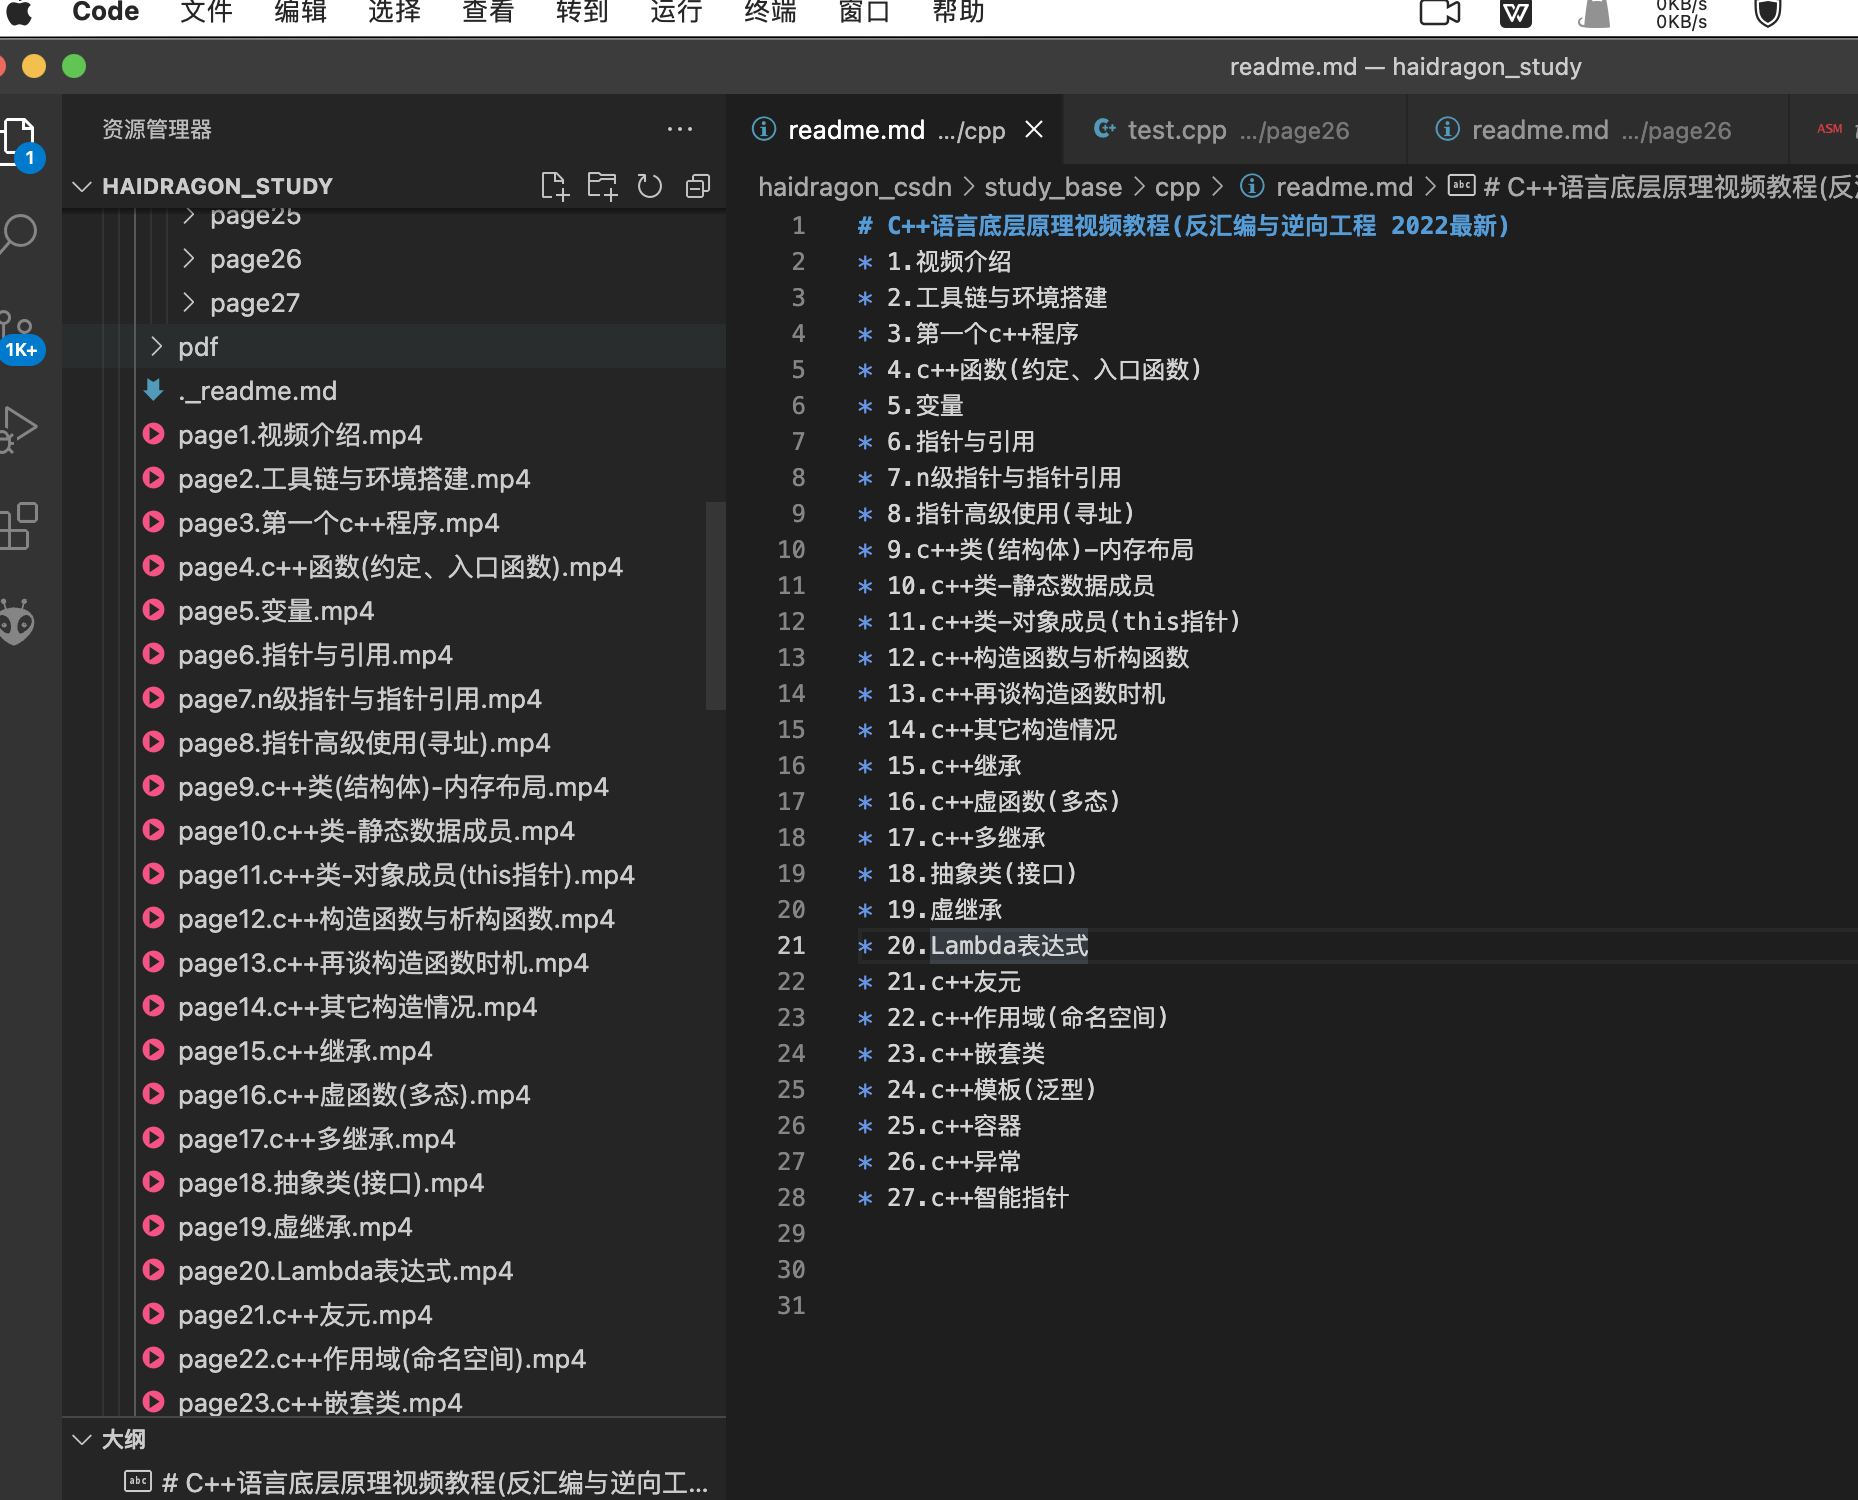 Code 文件 编辑 选择 查看 转到 运行 终端 窗口 帮助
0KB/s
0KB/s
readme.md — haidragon_study
1
1K+
资源管理器
HAIDRAGON_STUDY
page25
page26
page27
pdf
._readme.md
page1.视频介绍.mp4
page2.工具链与环境搭建.mp4
page3.第一个c++程序.mp4
page4.c++函数(约定、入口函数).mp4
page5.变量.mp4
page6.指针与引用.mp4
page7.n级指针与指针引用.mp4
page8.指针高级使用(寻址).mp4
page9.c++类(结构体)-内存布局.mp4
page10.c++类-静态数据成员.mp4
page11.c++类-对象成员(this指针).mp4
page12.c++构造函数与析构函数.mp4
page13.c++再谈构造函数时机.mp4
page14.c++其它构造情况.mp4
page15.c++继承.mp4
page16.c++虚函数(多态).mp4
page17.c++多继承.mp4
page18.抽象类(接口).mp4
page19.虚继承.mp4
page20.Lambda表达式.mp4
page21.c++友元.mp4
page22.c++作用域(命名空间).mp4
page23.c++嵌套类.mp4
大纲
abc # C++语言底层原理视频教程(反汇编与逆向工...
readme.md .../cpp
test.cpp .../page26
readme.md .../page26
ASM
haidragon_csdn > study_base > cpp > readme.md > abc # C++语言底层原理视频教程(反
1 # C++语言底层原理视频教程(反汇编与逆向工程 2022最新)
2 * 1.视频介绍
3 * 2.工具链与环境搭建
4 * 3.第一个c++程序
5 * 4.c++函数(约定、入口函数)
6 * 5.变量
7 * 6.指针与引用
8 * 7.n级指针与指针引用
9 * 8.指针高级使用(寻址)
10 * 9.c++类(结构体)-内存布局
11 * 10.c++类-静态数据成员
12 * 11.c++类-对象成员(this指针)
13 * 12.c++构造函数与析构函数
14 * 13.c++再谈构造函数时机
15 * 14.c++其它构造情况
16 * 15.c++继承
17 * 16.c++虚函数(多态)
18 * 17.c++多继承
19 * 18.抽象类(接口)
20 * 19.虚继承
21 * 20.Lambda表达式
22 * 21.c++友元
23 * 22.c++作用域(命名空间)
24 * 23.c++嵌套类
25 * 24.c++模板(泛型)
26 * 25.c++容器
27 * 26.c++异常
28 * 27.c++智能指针
29
30
31